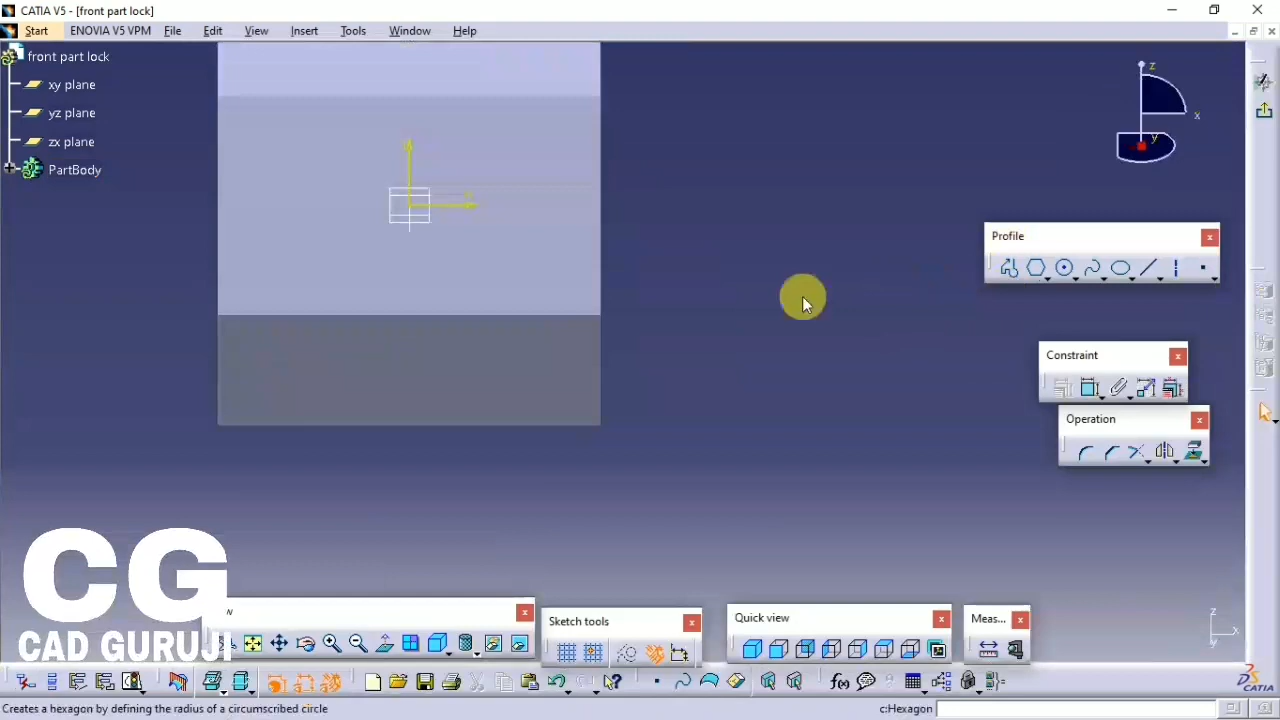 CATIA V5 - [front part lock]
Start ENOVIA V5 VPM File Edit View Insert Tools Window Help
front part lock
xy plane
yz plane
zx plane
PartBody
z
x
y
Profile
Constraint
Operation
CG
CAD GURUJI
w
Sketch tools
Quick view
Meas...
z
x
y
f(x)
CATIA
Creates a hexagon by defining the radius of a circumscribed circle
c:Hexagon